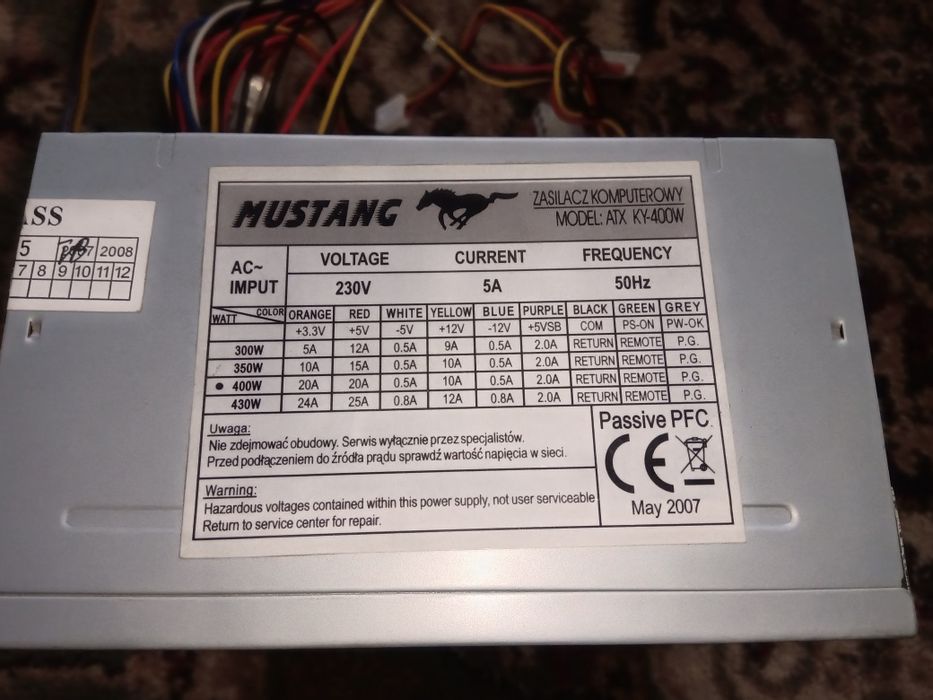 MUSTANG
ZASILACZ KOMPUTEROWY
MODEL: ATX KY-400W
AC~ IMPUT VOLTAGE CURRENT FREQUENCY
230V 5A 50Hz
WATT COLOR ORANGE RED WHITE YELLOW BLUE PURPLE BLACK GREEN GREY
+3.3V +5V -5V +12V -12V +5VSB COM PS-ON PW-OK
300W 5A 12A 0.5A 9A 0.5A 2.0A RETURN REMOTE P.G.
350W 10A 15A 0.5A 10A 0.5A 2.0A RETURN REMOTE P.G.
● 400W 20A 20A 0.5A 10A 0.5A 2.0A RETURN REMOTE P.G.
430W 24A 25A 0.8A 12A 0.8A 2.0A RETURN REMOTE P.G.
Uwaga:
Nie zdejmować obudowy. Serwis wyłącznie przez specjalistów.
Przed podłączeniem do źródła prądu sprawdź wartość napięcia w sieci.
Warning:
Hazardous voltages contained within this power supply, not user serviceable
Return to service center for repair.
Passive PFC.
CE
May 2007
ASS
5 2008
7 8 9 10 11 12